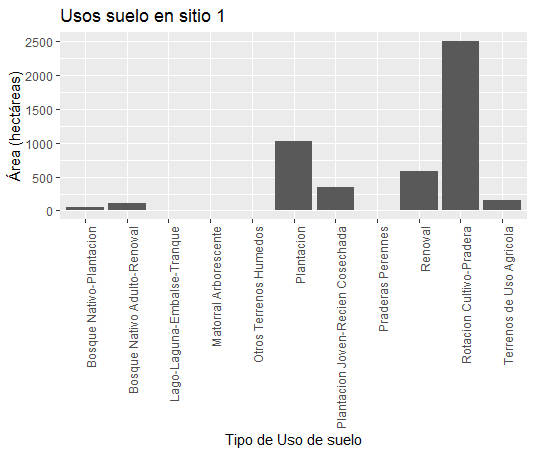 Usos suelo en sitio 1
Área (hectáreas)
2500
2000
1500
1000
500
0
Bosque Nativo-Plantacion
Bosque Nativo Adulto-Renoval
Lago-Laguna-Embalse-Tranque
Matorral Arborescente
Otros Terrenos Humedos
Plantacion
Plantacion Joven-Recien Cosechada
Praderas Perennes
Renoval
Rotacion Cultivo-Pradera
Terrenos de Uso Agricola
Tipo de Uso de suelo